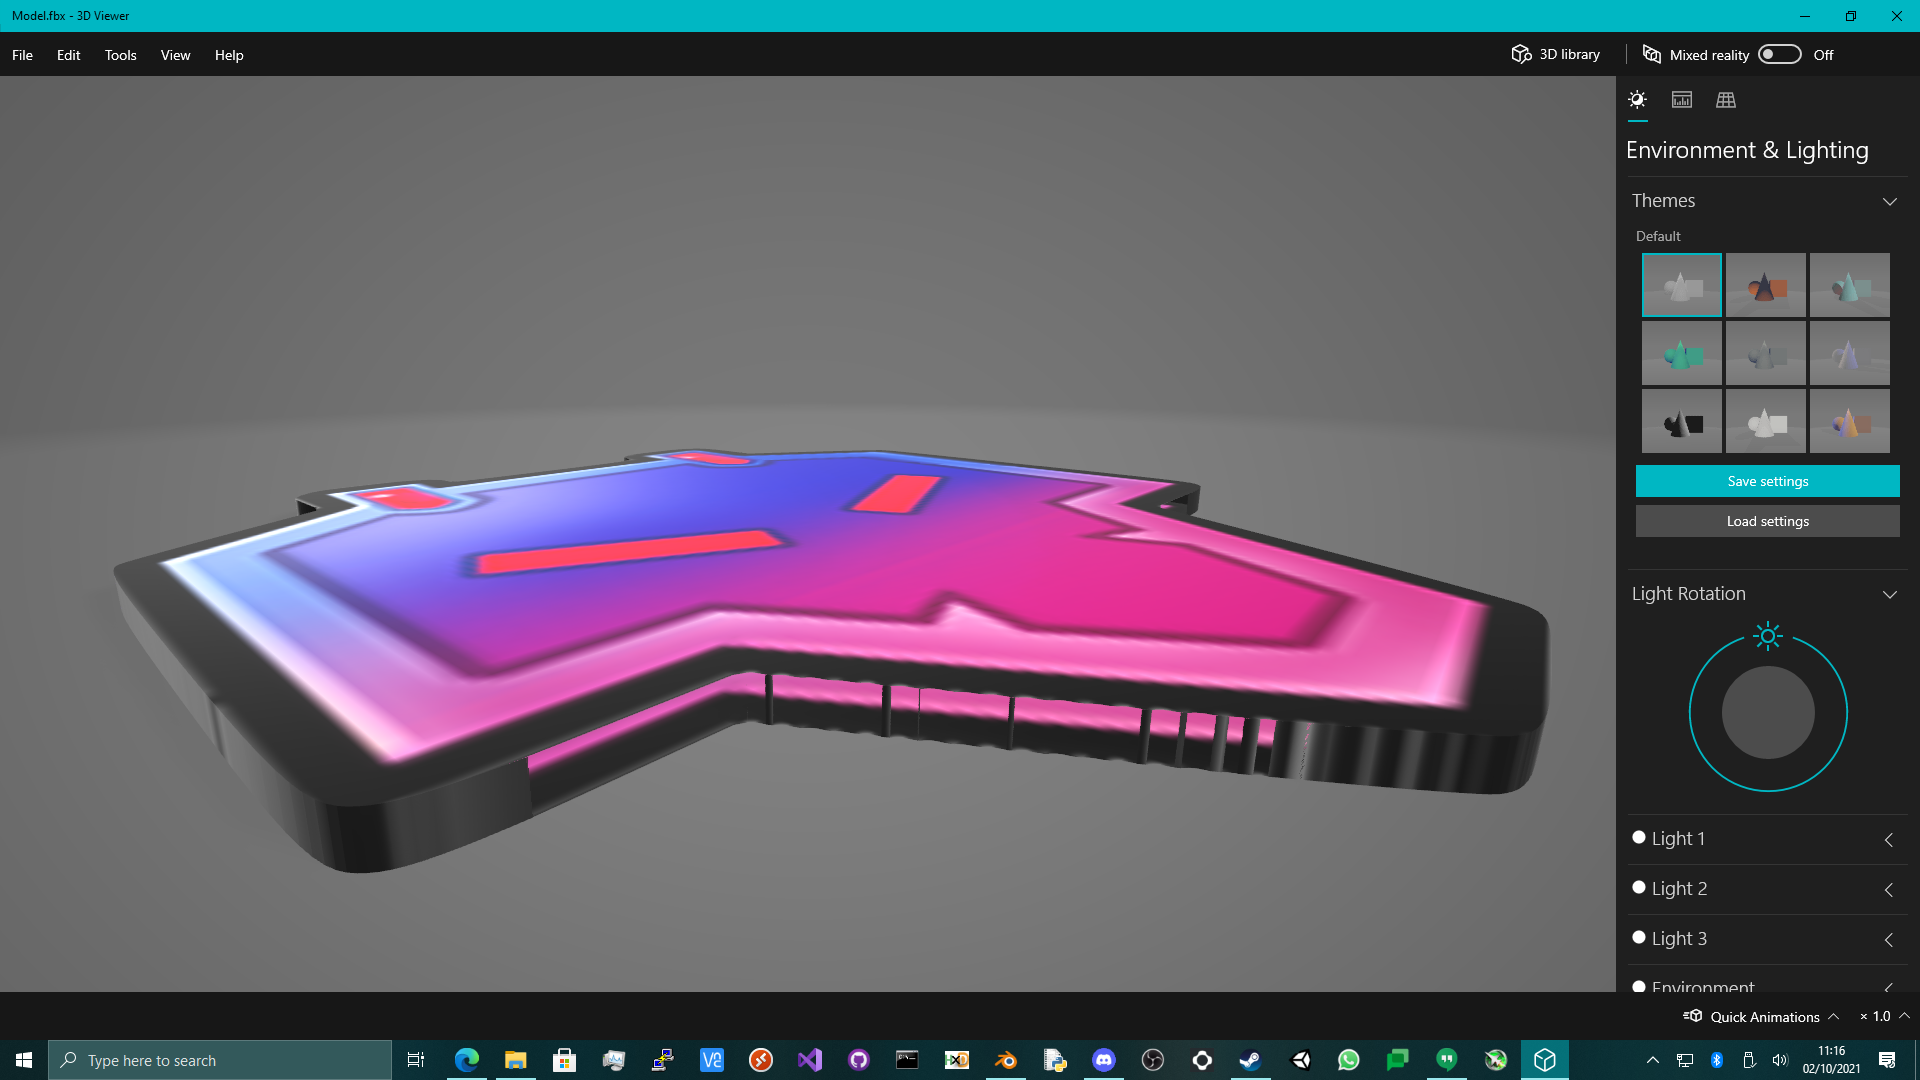 Model.fbx - 3D Viewer
File Edit Tools View Help
3D library Mixed reality Off
Environment & Lighting
Themes
Default
Save settings
Load settings
Light Rotation
Light 1
Light 2
Light 3
Environment
Quick Animations × 1.0
Type here to search
11:16
02/10/2021